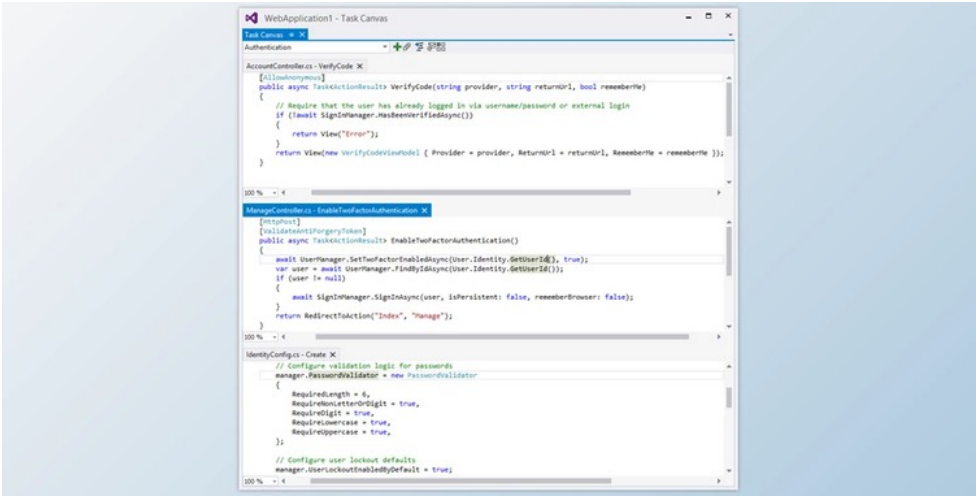 WebApplication1 - Task Canvas
Task Canvas
Authentication
AccountController.cs - VerifyCode
[AllowAnonymous]
public async Task<ActionResult> VerifyCode(string provider, string returnUrl, bool rememberMe)
{
// Require that the user has already logged in via username/password or external login
if (!await SignInManager.HasBeenVerifiedAsync())
{
return View("Error");
}
return View(new VerifyCodeViewModel { Provider = provider, ReturnUrl = returnUrl, RememberMe = rememberMe });
}
100 %
ManageController.cs - EnableTwoFactorAuthentication
[HttpPost]
[ValidateAntiForgeryToken]
public async Task<ActionResult> EnableTwoFactorAuthentication()
{
await UserManager.SetTwoFactorEnabledAsync(User.Identity.GetUserId(), true);
var user = await UserManager.FindByIdAsync(User.Identity.GetUserId());
if (user != null)
{
await SignInManager.SignInAsync(user, isPersistent: false, rememberBrowser: false);
}
return RedirectToAction("Index", "Manage");
}
100 %
IdentityConfig.cs - Create
// Configure validation logic for passwords
manager.PasswordValidator = new PasswordValidator
{
RequiredLength = 6,
RequireNonLetterOrDigit = true,
RequireDigit = true,
RequireLowercase = true,
RequireUppercase = true,
};
// Configure user lockout defaults
manager.UserLockoutEnabledByDefault = true;
100 %